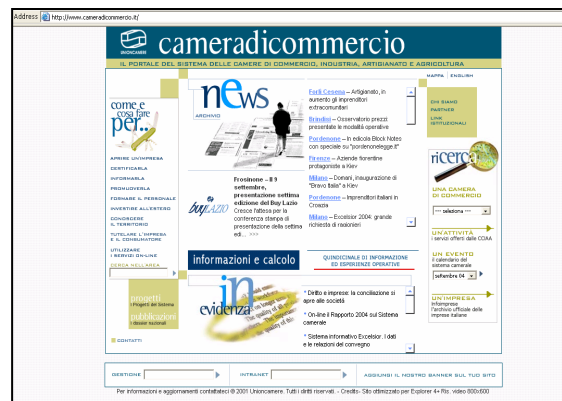 Address http://www.cameradicommercio.it/
UNIONCAMERE
cameradicommercio
IL PORTALE DEL SISTEMA DELLE CAMERE DI COMMERCIO, INDUSTRIA, ARTIGIANATO E AGRICOLTURA
MAPPA ENGLISH
come e
cosa fare
per...
APRIRE UN'IMPRESA
CERTIFICARLA
INFORMARLA
PROMUOVERLA
FORMARE IL PERSONALE
INVESTIRE ALL'ESTERO
CONOSCERE
IL TERRITORIO
TUTELARE L'IMPRESA
E IL CONSUMATORE
UTILIZZARE
I SERVIZI ON-LINE
CERCA NELL'AREA
progetti
I Progetti del Sistema
pubblicazioni
I dossier nazionali
CONTATTI
news
ARCHIVIO
Frosinone – Il 9
settembre,
presentazione settima
edizione del Buy Lazio
Cresce l'attesa per la
conferenza stampa di
presentazione della settima
edi... >>>
buyLAZIO
Forlì Cesena – Artigianato, in
aumento gli imprenditori
extracomunitari
Brindisi – Osservatorio prezzi
presentate le modalità operative
Pordenone – In edicola Block Notes
con speciale su "pordenonelegge.it"
Firenze – Aziende fiorentine
protagoniste a Kiev
Milano – Domani, inaugurazione di
"Bravo Italia" a Kiev
Pordenone – Imprenditori italiani in
Croazia
Milano – Excelsior 2004: grande
richiesta di ragionieri
informazioni e calcolo
QUINDICINALE DI INFORMAZIONE
ED ESPERIENZE OPERATIVE
in
evidenza
* Diritto e imprese: la conciliazione si
apre alle società
* On-line il Rapporto 2004 sul Sistema
camerale
* Sistema informativo Excelsior. I dati
e le relazioni del convegno
CHI SIAMO
PARTNER
LINK
ISTITUZIONALI
ricerca
UNA CAMERA
DI COMMERCIO
--- seleziona ---
UN'ATTIVITÀ
i servizi offerti dalle CCIAA
UN EVENTO
il calendario del
sistema camerale
settembre 04
UN'IMPRESA
infoimprese
l'archivio ufficiale delle
imprese italiane
GESTIONE
INTRANET
AGGIUNGI IL NOSTRO BANNER SUL TUO SITO
Per informazioni e aggiornamenti contattateci © 2001 Unioncamere. Tutti i diritti riservati. - Credits- Sito ottimizzato per Explorer 4+ Ris. video 800x600